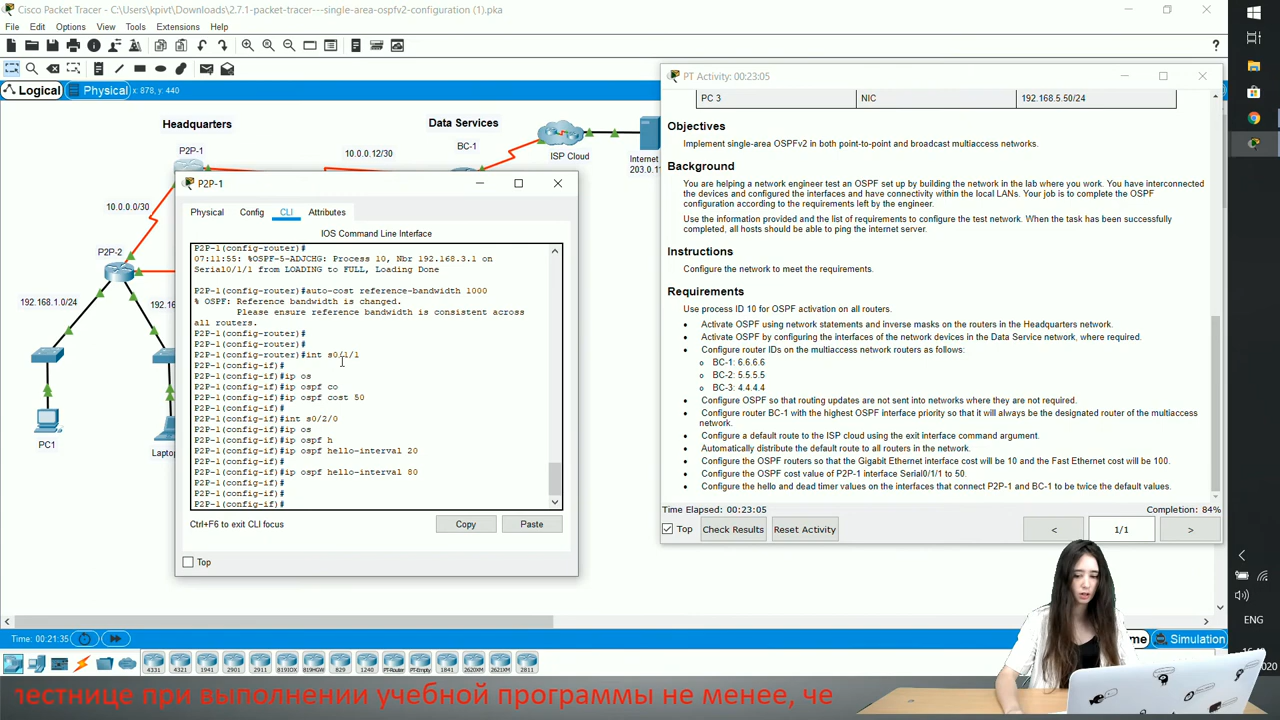 Cisco Packet Tracer - C:\Users\kpivt\Downloads\2.7.1-packet-tracer---single-area-ospfv2-configuration (1).pka
File Edit Options View Tools Extensions Help
Logical Physical x: 878, y: 440
Headquarters
Data Services
P2P-1
BC-1
ISP Cloud
Internet
203.0.11
10.0.0.12/30
10.0.0.0/30
P2P-2
192.168.1.0/24
192.16
PC1
Laptop
P2P-1
Physical Config CLI Attributes
IOS Command Line Interface
P2P-1(config-router)#
07:11:55: %OSPF-5-ADJCHG: Process 10, Nbr 192.168.3.1 on
Serial0/1/1 from LOADING to FULL, Loading Done
P2P-1(config-router)#auto-cost reference-bandwidth 1000
% OSPF: Reference bandwidth is changed.
Please ensure reference bandwidth is consistent across
all routers.
P2P-1(config-router)#
P2P-1(config-router)#
P2P-1(config-router)#int s0/1/1
P2P-1(config-if)#
P2P-1(config-if)#ip os
P2P-1(config-if)#ip ospf co
P2P-1(config-if)#ip ospf cost 50
P2P-1(config-if)#
P2P-1(config-if)#int s0/2/0
P2P-1(config-if)#ip os
P2P-1(config-if)#ip ospf h
P2P-1(config-if)#ip ospf hello-interval 20
P2P-1(config-if)#
P2P-1(config-if)#ip ospf hello-interval 80
P2P-1(config-if)#
P2P-1(config-if)#
P2P-1(config-if)#
Ctrl+F6 to exit CLI focus
Copy Paste
Top
PT Activity: 00:23:05
PC 3 NIC 192.168.5.50/24
Objectives
Implement single-area OSPFv2 in both point-to-point and broadcast multiaccess networks.
Background
You are helping a network engineer test an OSPF set up by building the network in the lab where you work. You have interconnected
the devices and configured the interfaces and have connectivity within the local LANs. Your job is to complete the OSPF
configuration according to the requirements left by the engineer.
Use the information provided and the list of requirements to configure the test network. When the task has been successfully
completed, all hosts should be able to ping the internet server.
Instructions
Configure the network to meet the requirements.
Requirements
Use process ID 10 for OSPF activation on all routers.
Activate OSPF using network statements and inverse masks on the routers in the Headquarters network.
Activate OSPF by configuring the interfaces of the network devices in the Data Service network, where required.
Configure router IDs on the multiaccess network routers as follows:
BC-1: 6.6.6.6
BC-2: 5.5.5.5
BC-3: 4.4.4.4
Configure OSPF so that routing updates are not sent into networks where they are not required.
Configure router BC-1 with the highest OSPF interface priority so that it will always be the designated router of the multiaccess
network.
Configure a default route to the ISP cloud using the exit interface command argument.
Automatically distribute the default route to all routers in the network.
Configure the OSPF routers so that the Gigabit Ethernet interface cost will be 10 and the Fast Ethernet cost will be 100.
Configure the OSPF cost value of P2P-1 interface Serial0/1/1 to 50.
Configure the hello and dead timer values on the interfaces that connect P2P-1 and BC-1 to be twice the default values.
Time Elapsed: 00:23:05 Completion: 84%
Top Check Results Reset Activity < 1/1 >
Time: 00:21:35
me Simulation
4331 4321 1941 2901 2911 819IOX 819HGW 829 1240 PT-Router PT-Empty 1841 2620XM 2621XM 2811
ENG
естнице при выполнении учебной программы не менее, че